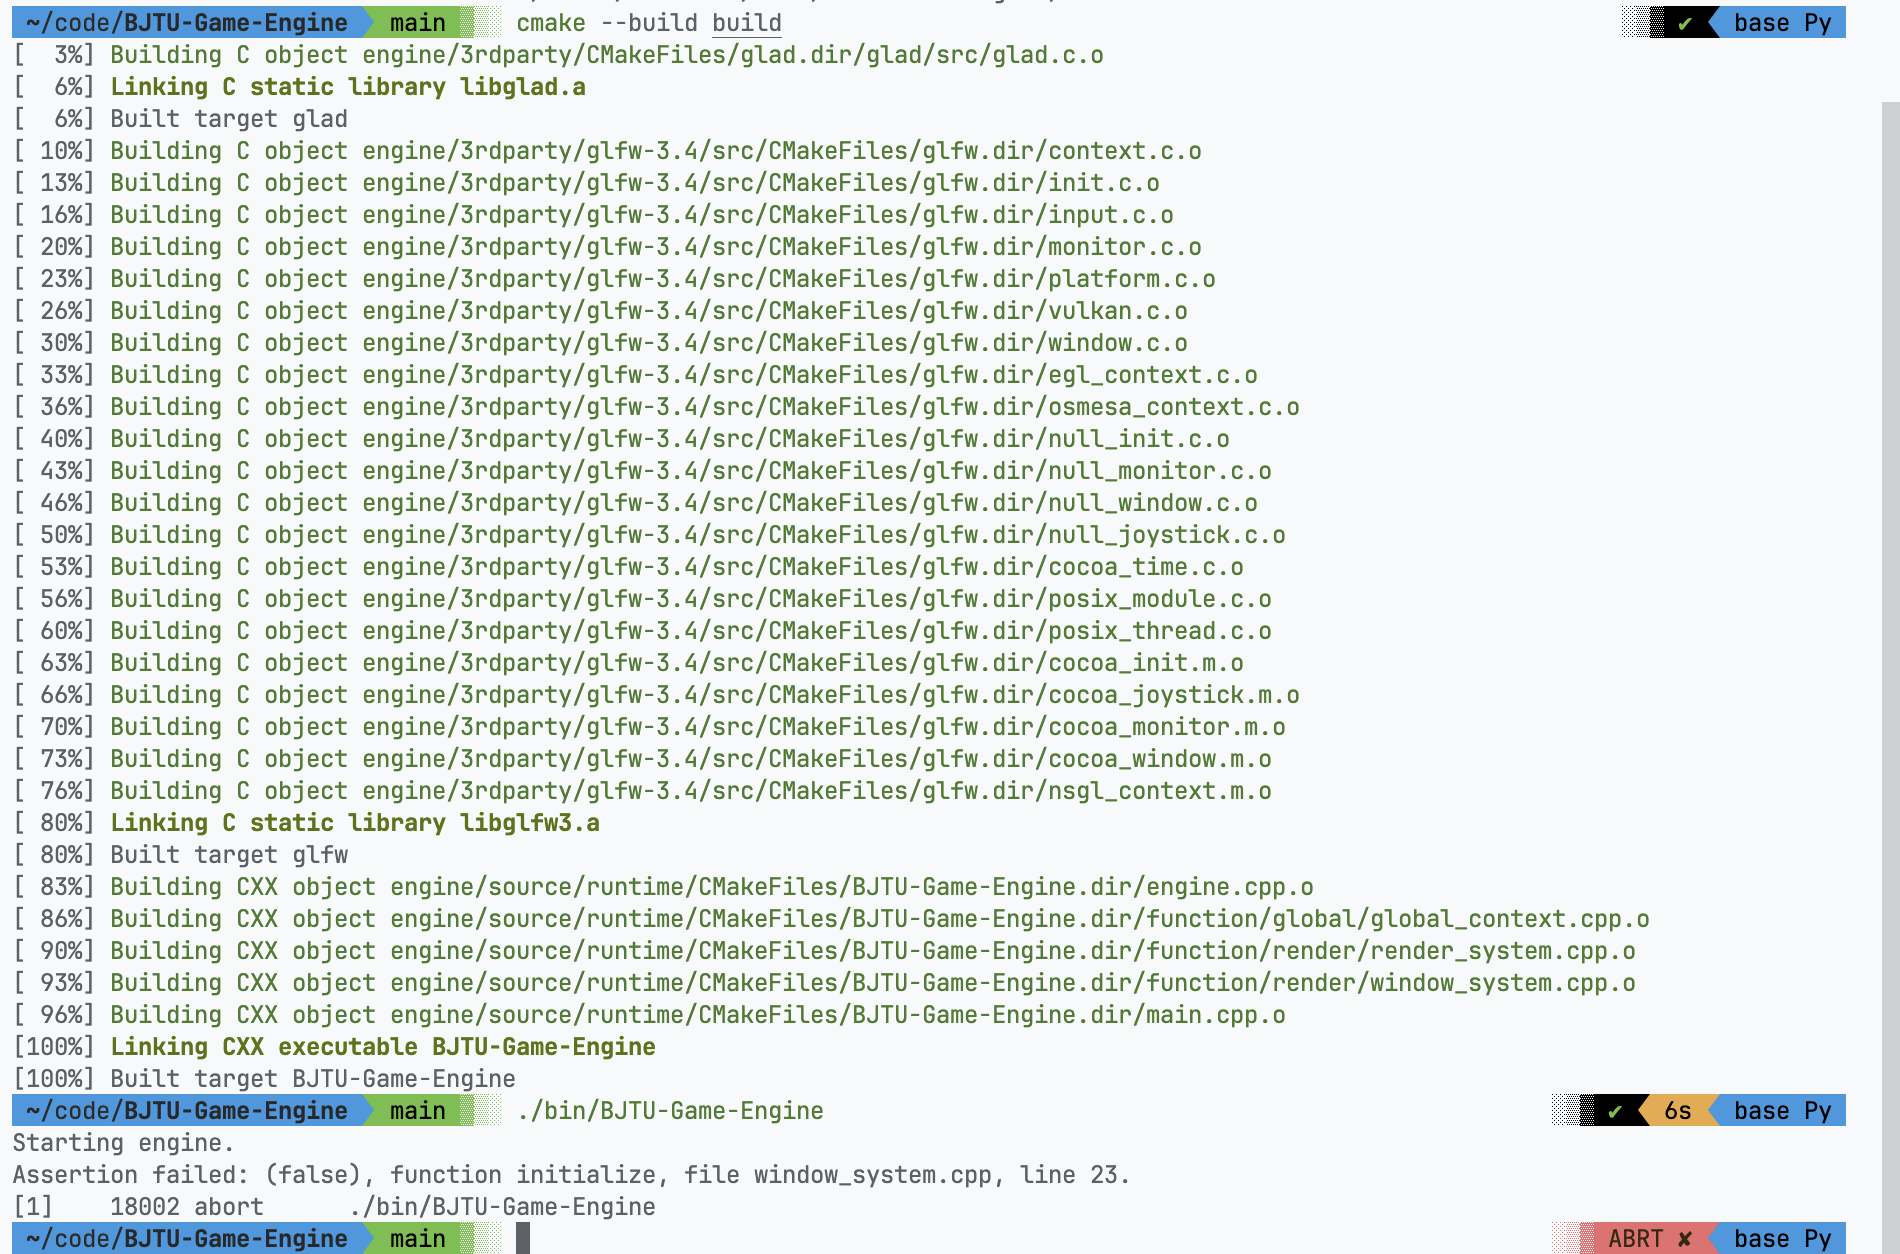 ~/code/BJTU-Game-Engine main cmake --build build ✔ base Py
[  3%] Building C object engine/3rdparty/CMakeFiles/glad.dir/glad/src/glad.c.o
[  6%] Linking C static library libglad.a
[  6%] Built target glad
[ 10%] Building C object engine/3rdparty/glfw-3.4/src/CMakeFiles/glfw.dir/context.c.o
[ 13%] Building C object engine/3rdparty/glfw-3.4/src/CMakeFiles/glfw.dir/init.c.o
[ 16%] Building C object engine/3rdparty/glfw-3.4/src/CMakeFiles/glfw.dir/input.c.o
[ 20%] Building C object engine/3rdparty/glfw-3.4/src/CMakeFiles/glfw.dir/monitor.c.o
[ 23%] Building C object engine/3rdparty/glfw-3.4/src/CMakeFiles/glfw.dir/platform.c.o
[ 26%] Building C object engine/3rdparty/glfw-3.4/src/CMakeFiles/glfw.dir/vulkan.c.o
[ 30%] Building C object engine/3rdparty/glfw-3.4/src/CMakeFiles/glfw.dir/window.c.o
[ 33%] Building C object engine/3rdparty/glfw-3.4/src/CMakeFiles/glfw.dir/egl_context.c.o
[ 36%] Building C object engine/3rdparty/glfw-3.4/src/CMakeFiles/glfw.dir/osmesa_context.c.o
[ 40%] Building C object engine/3rdparty/glfw-3.4/src/CMakeFiles/glfw.dir/null_init.c.o
[ 43%] Building C object engine/3rdparty/glfw-3.4/src/CMakeFiles/glfw.dir/null_monitor.c.o
[ 46%] Building C object engine/3rdparty/glfw-3.4/src/CMakeFiles/glfw.dir/null_window.c.o
[ 50%] Building C object engine/3rdparty/glfw-3.4/src/CMakeFiles/glfw.dir/null_joystick.c.o
[ 53%] Building C object engine/3rdparty/glfw-3.4/src/CMakeFiles/glfw.dir/cocoa_time.c.o
[ 56%] Building C object engine/3rdparty/glfw-3.4/src/CMakeFiles/glfw.dir/posix_module.c.o
[ 60%] Building C object engine/3rdparty/glfw-3.4/src/CMakeFiles/glfw.dir/posix_thread.c.o
[ 63%] Building C object engine/3rdparty/glfw-3.4/src/CMakeFiles/glfw.dir/cocoa_init.m.o
[ 66%] Building C object engine/3rdparty/glfw-3.4/src/CMakeFiles/glfw.dir/cocoa_joystick.m.o
[ 70%] Building C object engine/3rdparty/glfw-3.4/src/CMakeFiles/glfw.dir/cocoa_monitor.m.o
[ 73%] Building C object engine/3rdparty/glfw-3.4/src/CMakeFiles/glfw.dir/cocoa_window.m.o
[ 76%] Building C object engine/3rdparty/glfw-3.4/src/CMakeFiles/glfw.dir/nsgl_context.m.o
[ 80%] Linking C static library libglfw3.a
[ 80%] Built target glfw
[ 83%] Building CXX object engine/source/runtime/CMakeFiles/BJTU-Game-Engine.dir/engine.cpp.o
[ 86%] Building CXX object engine/source/runtime/CMakeFiles/BJTU-Game-Engine.dir/function/global/global_context.cpp.o
[ 90%] Building CXX object engine/source/runtime/CMakeFiles/BJTU-Game-Engine.dir/function/render/render_system.cpp.o
[ 93%] Building CXX object engine/source/runtime/CMakeFiles/BJTU-Game-Engine.dir/function/render/window_system.cpp.o
[ 96%] Building CXX object engine/source/runtime/CMakeFiles/BJTU-Game-Engine.dir/main.cpp.o
[100%] Linking CXX executable BJTU-Game-Engine
[100%] Built target BJTU-Game-Engine
~/code/BJTU-Game-Engine main ./bin/BJTU-Game-Engine ✔ 6s base Py
Starting engine.
Assertion failed: (false), function initialize, file window_system.cpp, line 23.
[1]    18002 abort      ./bin/BJTU-Game-Engine
~/code/BJTU-Game-Engine main ABRT ✘ base Py